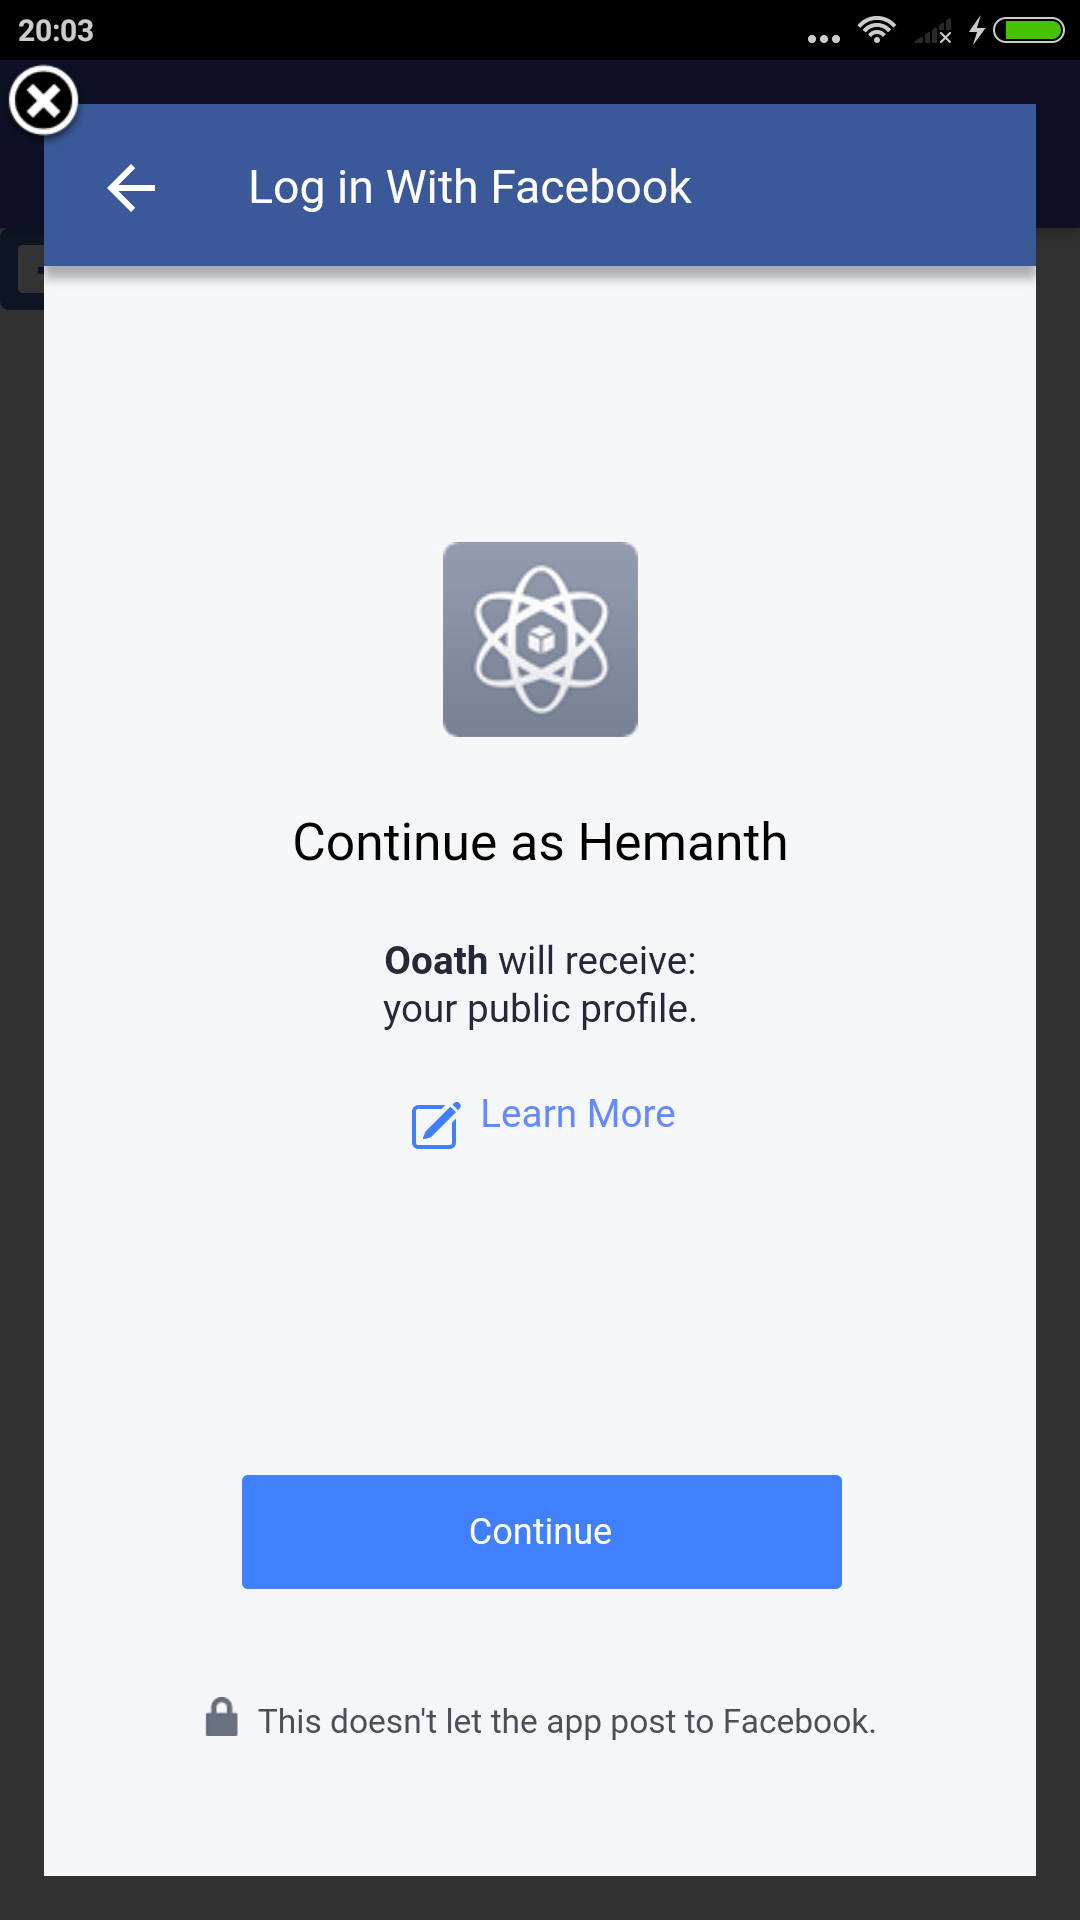 20:03
Log in With Facebook
Continue as Hemanth
Ooath will receive:
your public profile.
Learn More
Continue
This doesn't let the app post to Facebook.